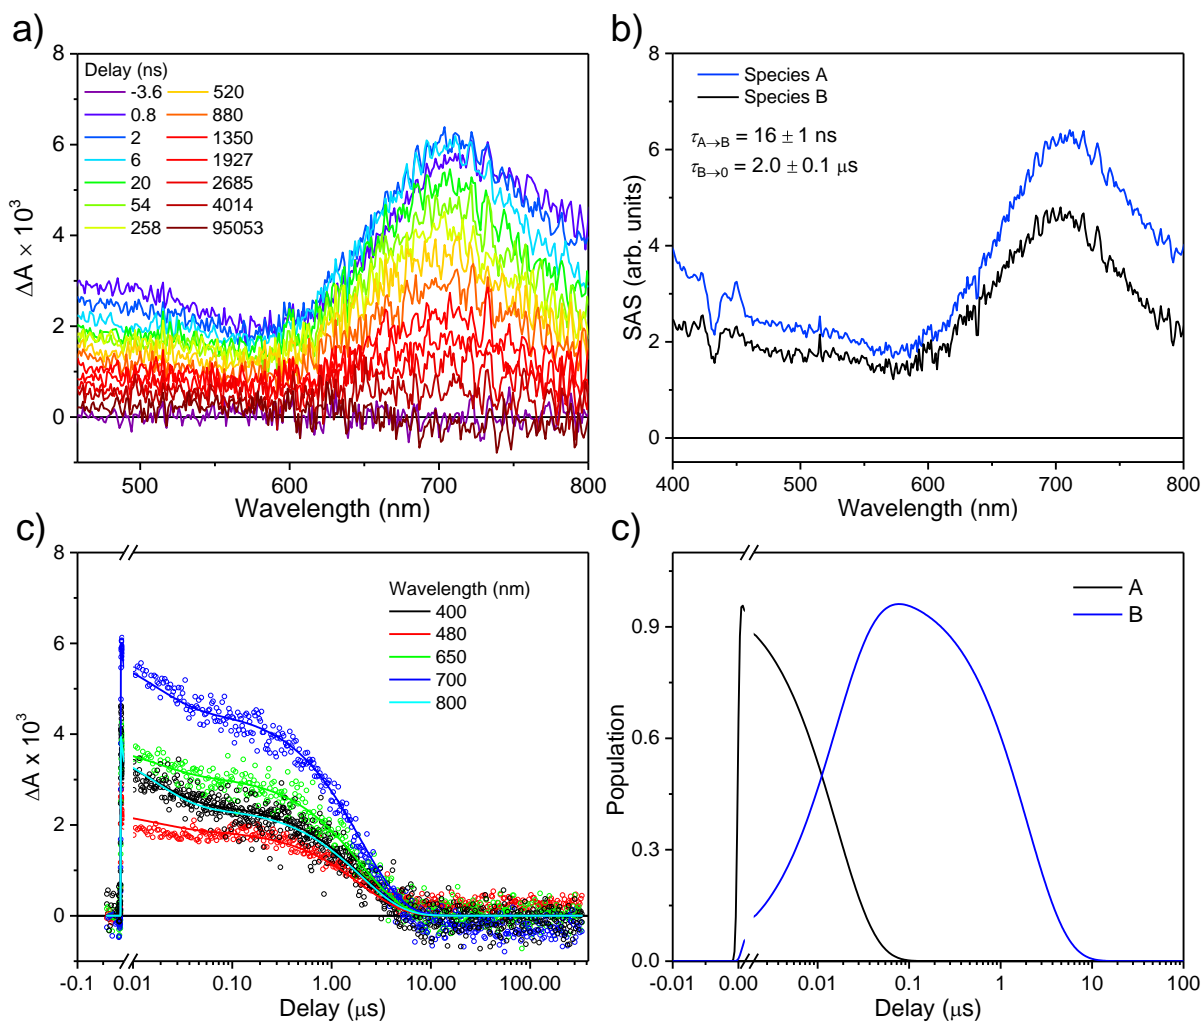 a)
8
6
4
2
0
ΔA × 10³
Delay (ns)
-3.6 520
0.8 880
2 1350
6 1927
20 2685
54 4014
258 95053
500 600 700 800
Wavelength (nm)
b)
8
6
4
2
0
SAS (arb. units)
Species A
Species B
τA→B = 16 ± 1 ns
τB→0 = 2.0 ± 0.1 μs
400 500 600 700 800
Wavelength (nm)
c)
8
6
4
2
0
ΔA x 10³
Wavelength (nm)
400
480
650
700
800
-0.1 0.01 0.10 1.00 10.00 100.00
Delay (μs)
c)
0.9
0.6
0.3
0.0
Population
A
B
-0.01 0.00 0.01 0.1 1 10 100
Delay (μs)